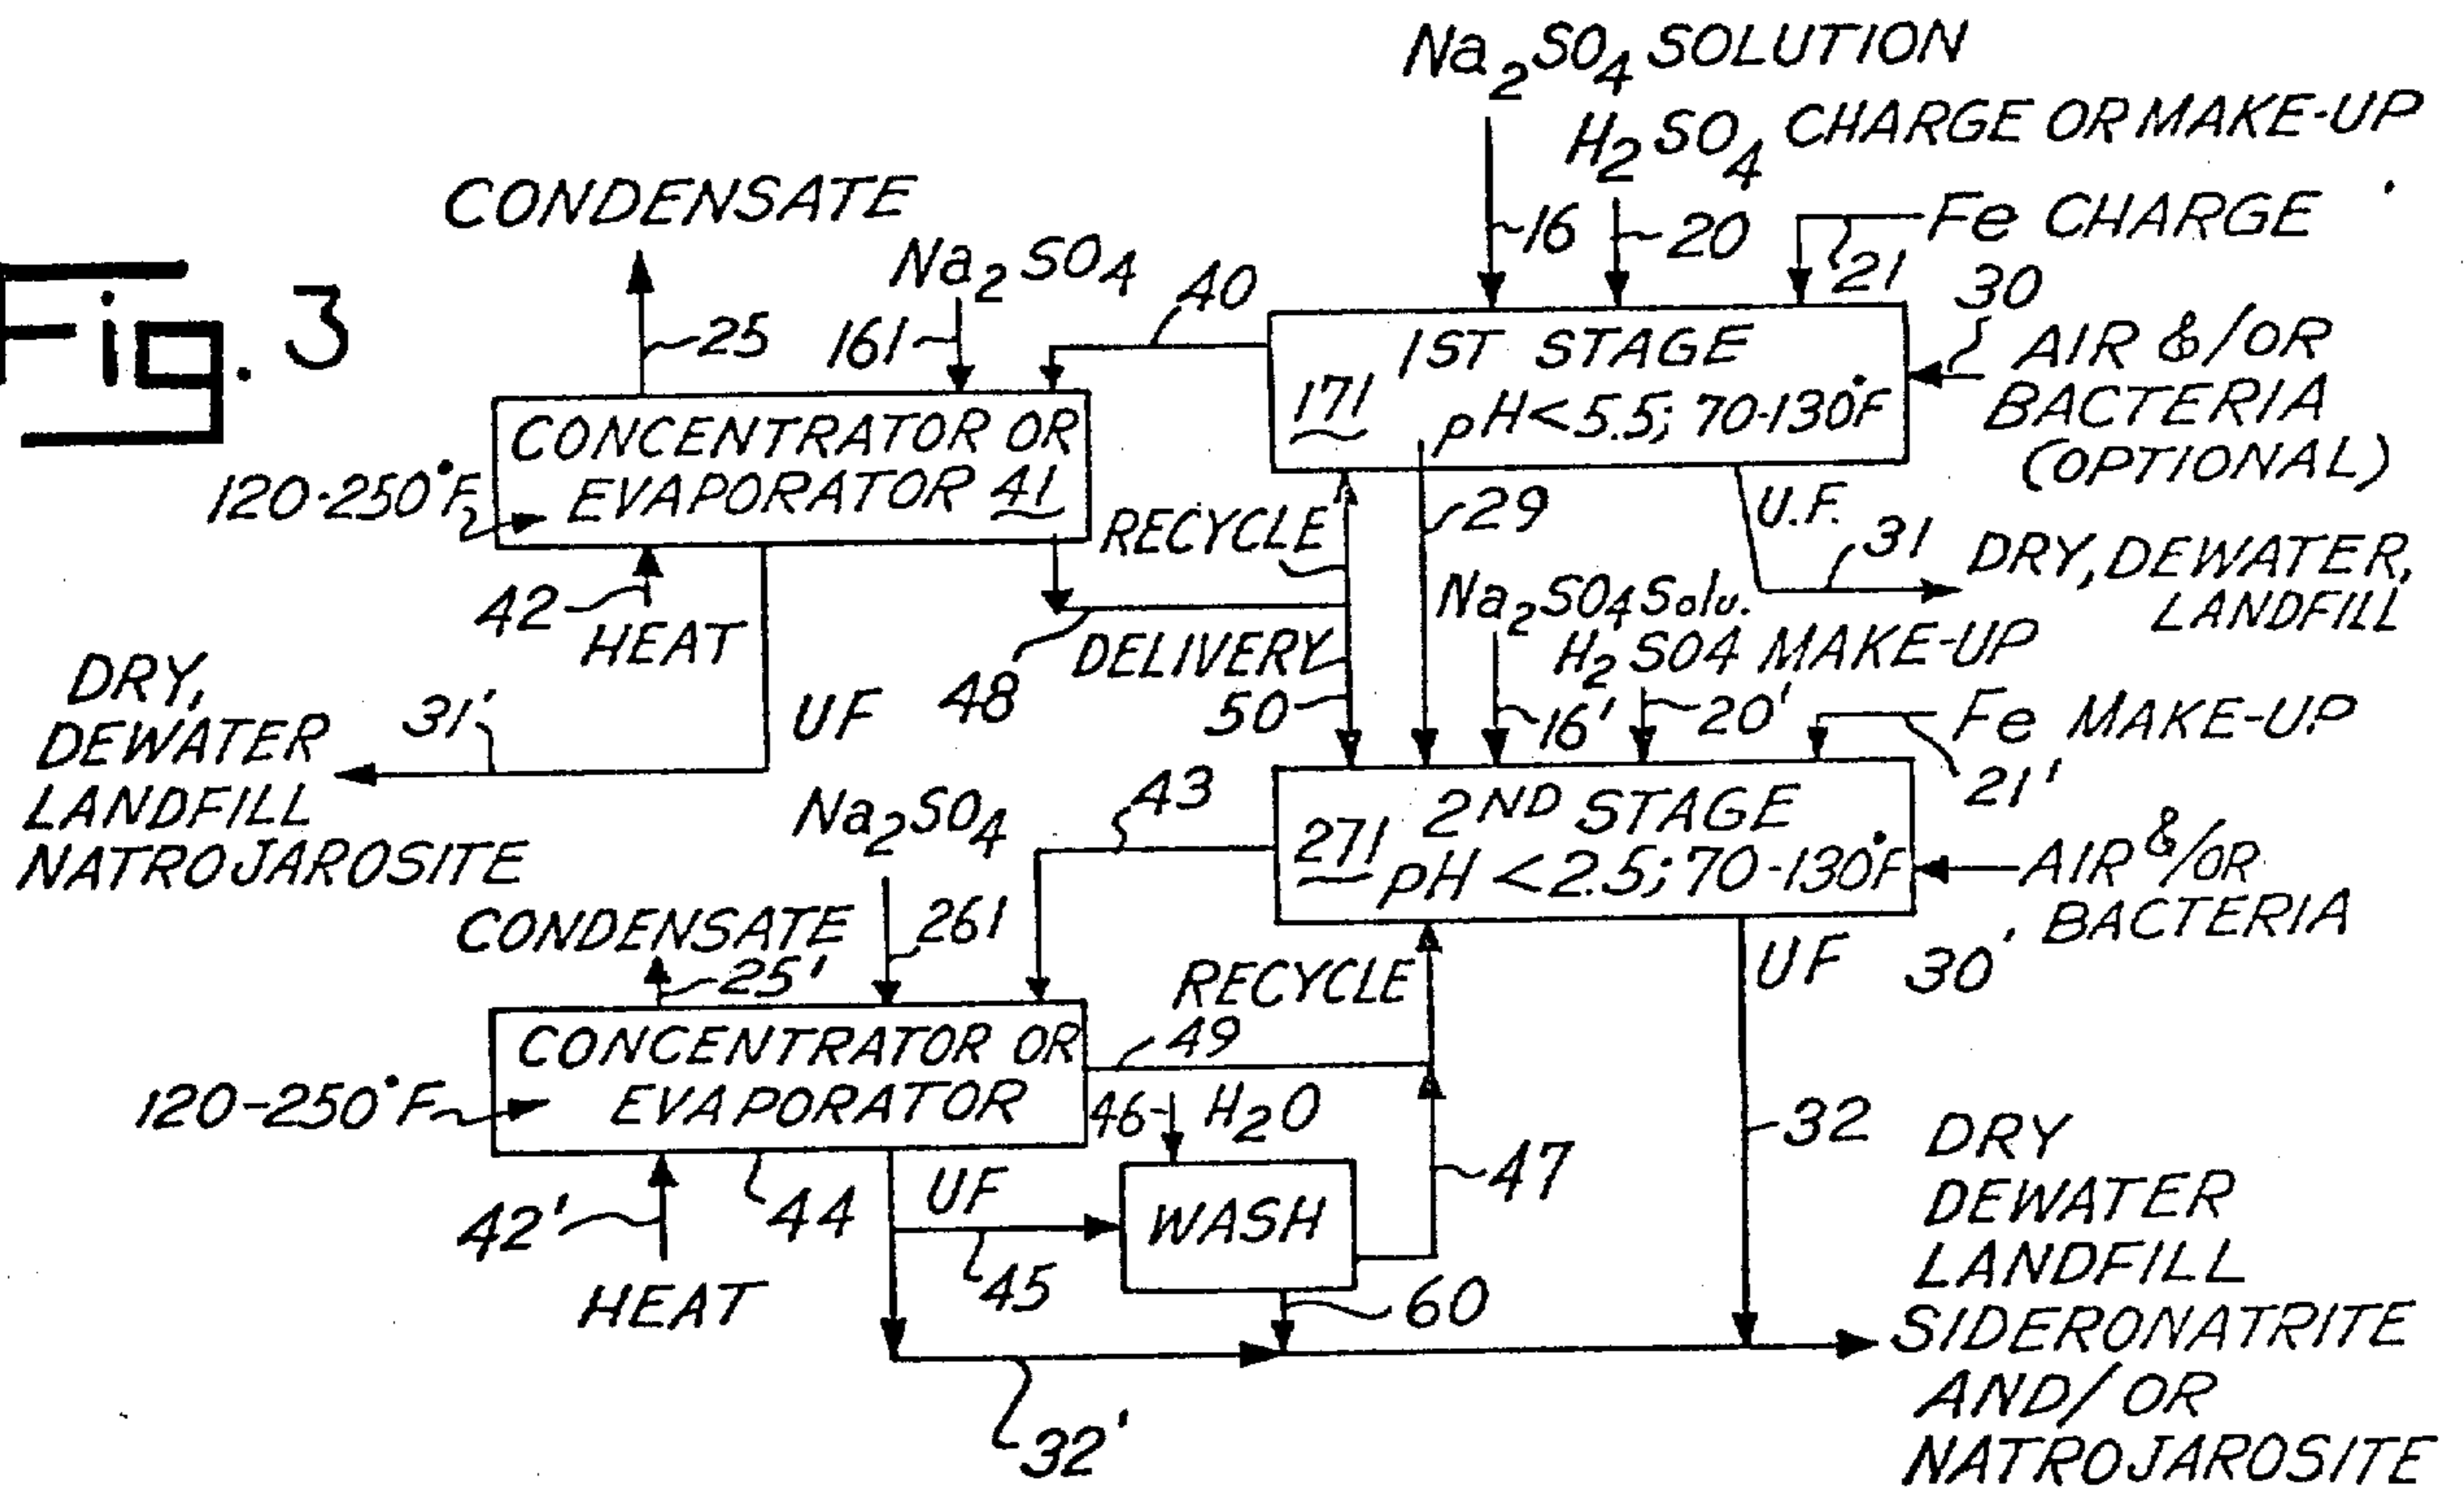 Fig. 3
Na2SO4 SOLUTION
H2SO4 CHARGE OR MAKE-UP
Fe CHARGE
16
20
21
30
CONDENSATE
25
Na2SO4
161
40
1ST STAGE
171
pH<5.5; 70-130°F
AIR &/OR
BACTERIA
(OPTIONAL)
CONCENTRATOR OR
EVAPORATOR 41
120-250°F
42
HEAT
RECYCLE
29
U.F.
31
DRY, DEWATER,
LANDFILL
48
DELIVERY
50
Na2SO4 Solu.
H2SO4 MAKE-UP
16'
20'
Fe MAKE-UP
21'
DRY,
DEWATER
LANDFILL
NATROJAROSITE
31'
UF
Na2SO4
43
2ND STAGE
271
pH <2.5; 70-130°F
AIR &/OR
BACTERIA
30'
CONDENSATE
25'
261
RECYCLE
UF
CONCENTRATOR OR
EVAPORATOR
49
120-250°F
46
H2O
42'
HEAT
44
UF
45
WASH
47
60
32
32'
DRY
DEWATER
LANDFILL
SIDERONATRITE
AND/OR
NATROJAROSITE